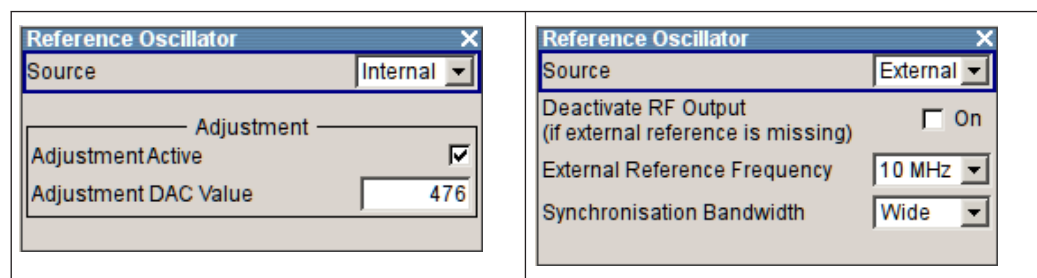 Reference Oscillator
Source Internal
Adjustment
Adjustment Active
Adjustment DAC Value 476
Reference Oscillator
Source External
Deactivate RF Output On
(if external reference is missing)
External Reference Frequency 10 MHz
Synchronisation Bandwidth Wide